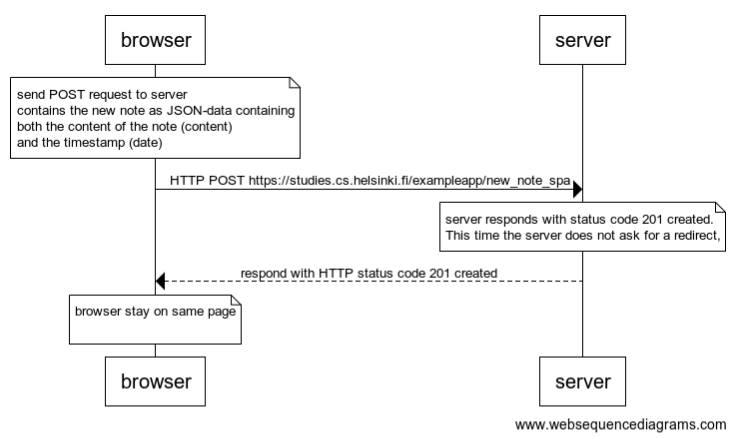 browser
server
send POST request to server
contains the new note as JSON-data containing
both the content of the note (content)
and the timestamp (date)
HTTP POST https://studies.cs.helsinki.fi/exampleapp/new_note_spa
server responds with status code 201 created.
This time the server does not ask for a redirect,
respond with HTTP status code 201 created
browser stay on same page
browser
server
www.websequencediagrams.com